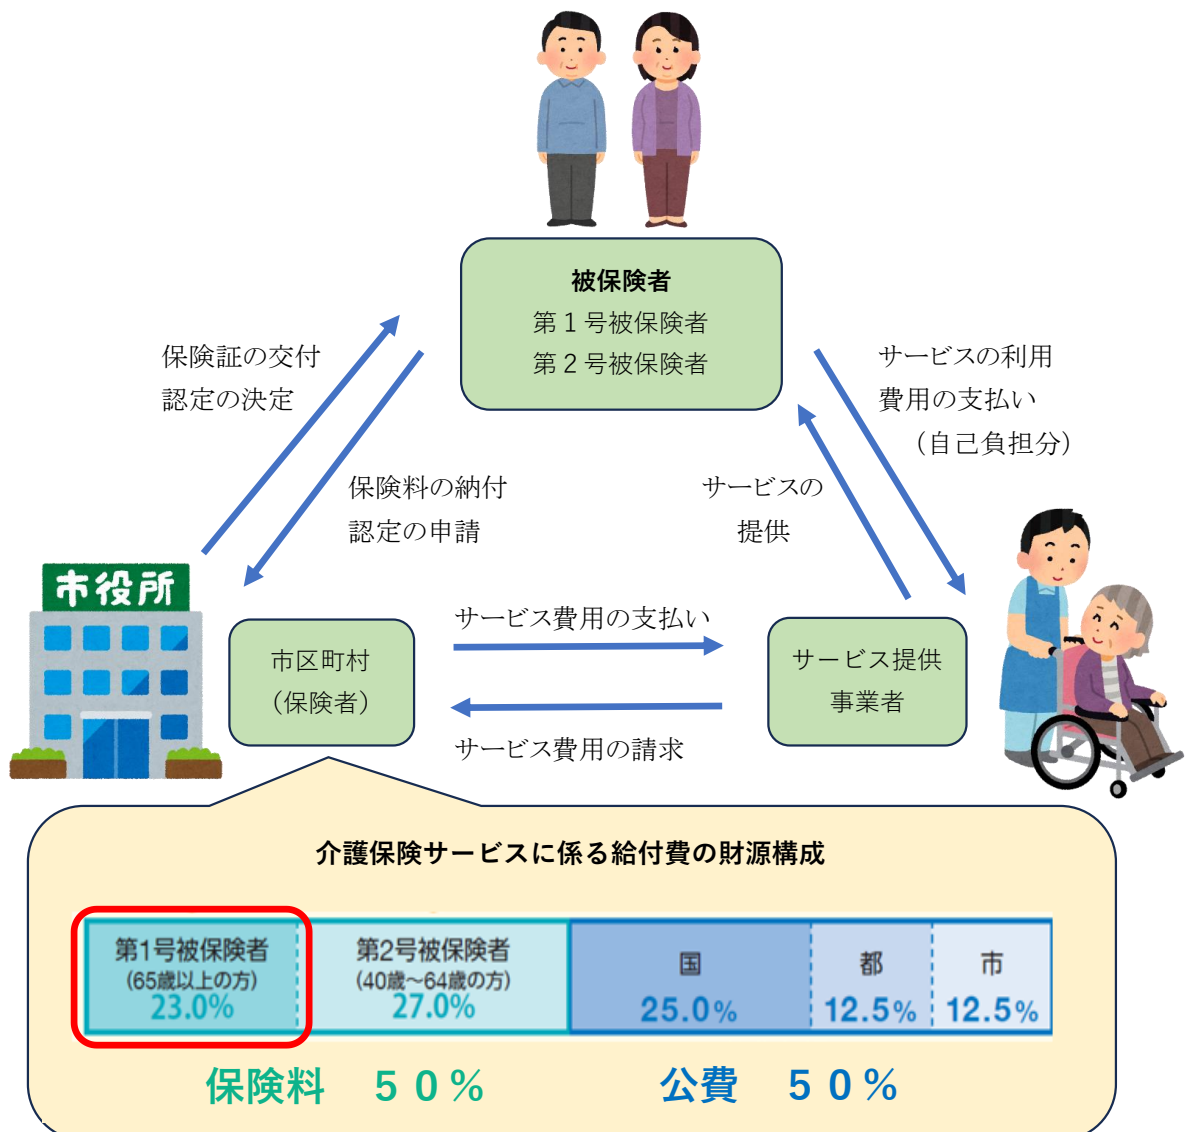 被保険者
第１号被保険者
第２号被保険者
保険証の交付
認定の決定
サービスの利用
費用の支払い
（自己負担分）
保険料の納付
認定の申請
サービスの
提供
市役所
市区町村
（保険者）
サービス費用の支払い
サービス提供
事業者
サービス費用の請求
介護保険サービスに係る給付費の財源構成
第1号被保険者
(65歳以上の方)
23.0%
第2号被保険者
(40歳〜64歳の方)
27.0%
国
25.0%
都
12.5%
市
12.5%
保険料　５０％
公費　５０％